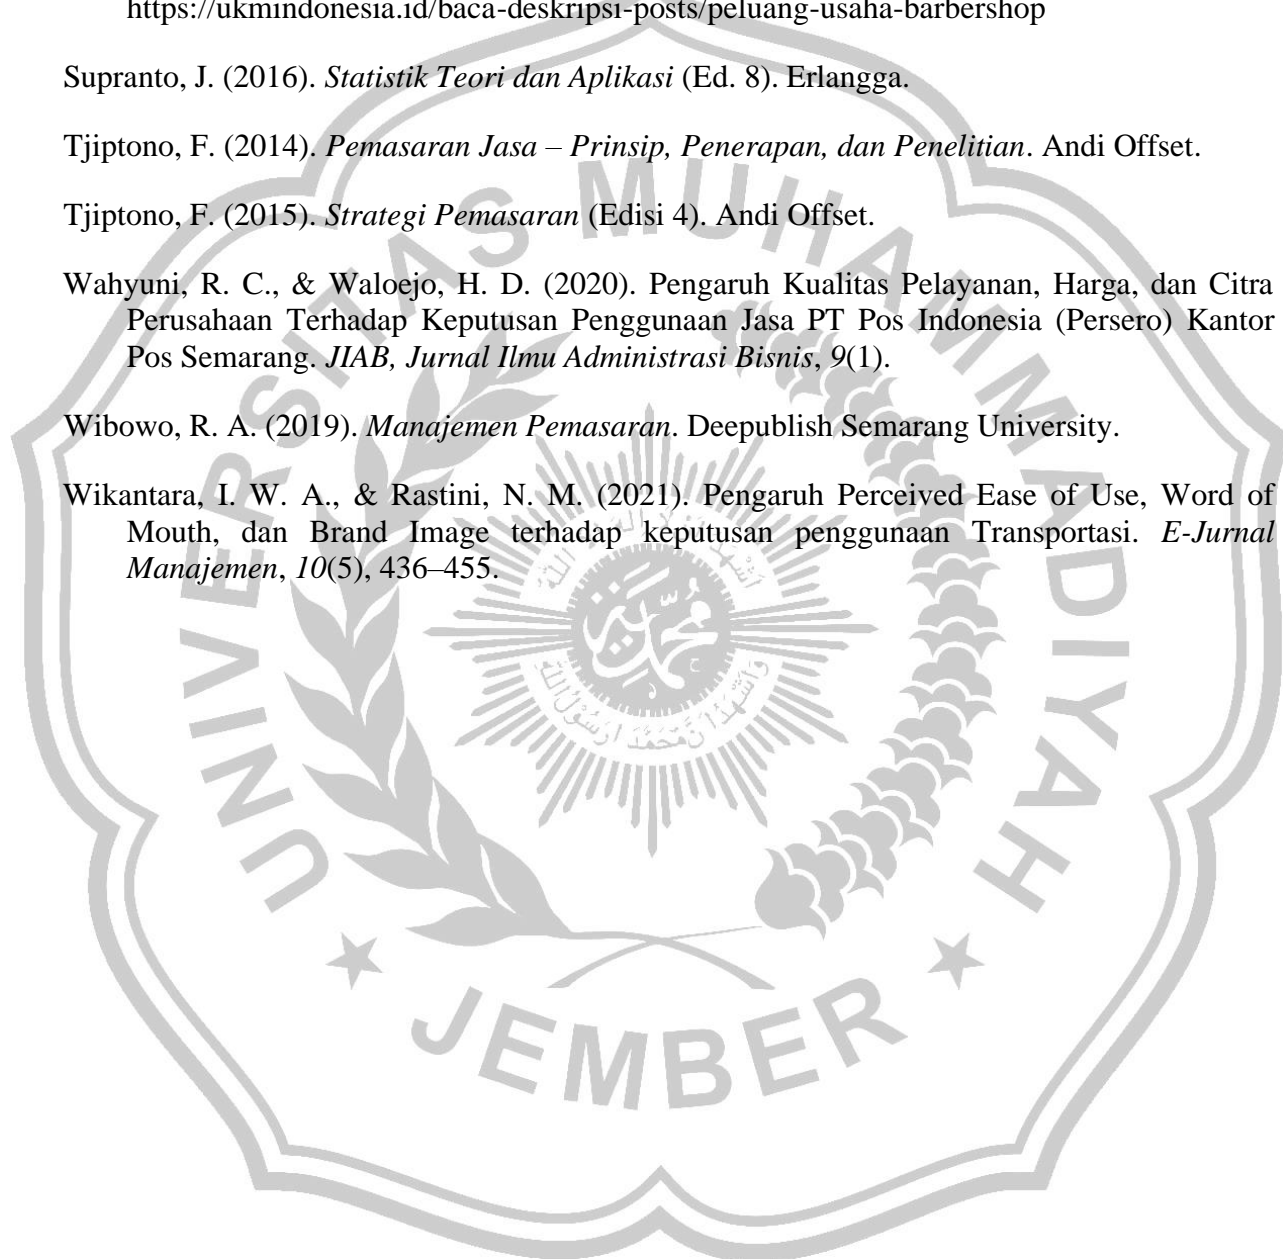 https://ukmindonesia.id/baca-deskripsi-posts/peluang-usaha-barbershop
Supranto, J. (2016). Statistik Teori dan Aplikasi (Ed. 8). Erlangga.
Tjiptono, F. (2014). Pemasaran Jasa – Prinsip, Penerapan, dan Penelitian. Andi Offset.
Tjiptono, F. (2015). Strategi Pemasaran (Edisi 4). Andi Offset.
Wahyuni, R. C., & Waloejo, H. D. (2020). Pengaruh Kualitas Pelayanan, Harga, dan Citra
Perusahaan Terhadap Keputusan Penggunaan Jasa PT Pos Indonesia (Persero) Kantor
Pos Semarang. JIAB, Jurnal Ilmu Administrasi Bisnis, 9(1).
Wibowo, R. A. (2019). Manajemen Pemasaran. Deepublish Semarang University.
Wikantara, I. W. A., & Rastini, N. M. (2021). Pengaruh Perceived Ease of Use, Word of
Mouth, dan Brand Image terhadap keputusan penggunaan Transportasi. E-Jurnal
Manajemen, 10(5), 436–455.
UNIVERSITAS MUHAMMADIYAH
JEMBER